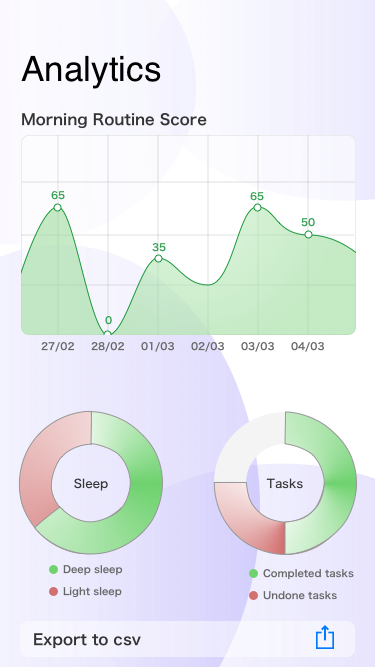 Analytics
Morning Routine Score
65
65
50
35
0
27/02 28/02 01/03 02/03 03/03 04/03
Sleep
Tasks
Deep sleep
Light sleep
Completed tasks
Undone tasks
Export to csv